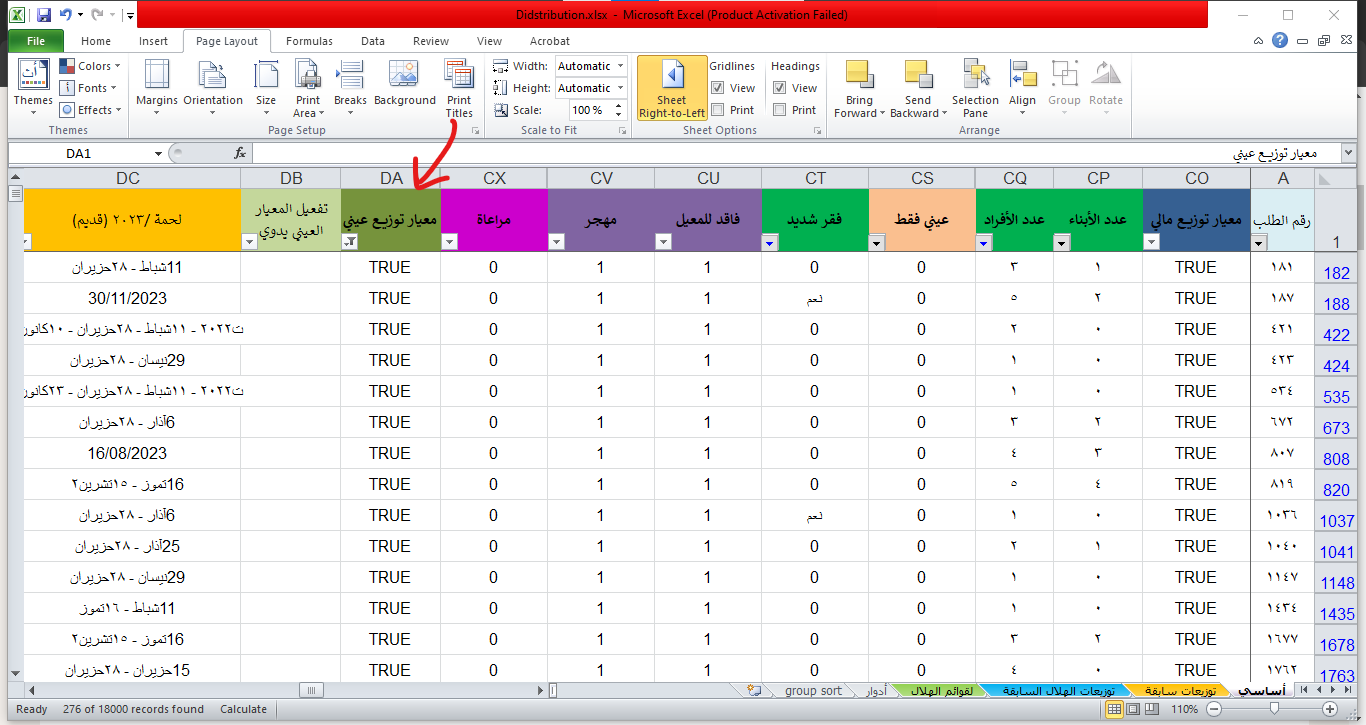 Didstribution.xlsx - Microsoft Excel (Product Activation Failed)
File Home Insert Page Layout Formulas Data Review View Acrobat
Themes Colors Fonts Effects
Margins Orientation Size Print Area Breaks Background Print Titles
Width: Automatic
Height: Automatic
Scale: 100 %
Sheet Right-to-Left
Gridlines View Print
Headings View Print
Bring Forward Send Backward Selection Pane Align Group Rotate
Themes Page Setup Scale to Fit Sheet Options Arrange
DA1 fx معيار توزيع عيني
A CO CP CQ CS CT CU CV CX DA DB DC
1 رقم الطلب معيار توزيع مالي عدد الأبناء عدد الأفراد عيني فقط فقر شديد فاقد للمعيل مهجر مراعاة معيار توزيع عيني تفعيل المعيار العيني يدوي لحمة /٢٠٢٣ (قديم)
182 ١٨١ TRUE ١ ٣ 0 0 1 1 0 TRUE 11شباط - ٢٨حزيران
188 ١٨٧ TRUE ٢ ٥ 0 نعم 1 1 0 TRUE 30/11/2023
422 ٤٢١ TRUE ٠ ٢ 0 0 1 1 0 TRUE ت٢٠٢٢ - ١١شباط - ٢٨حزيران - ١٠كانون
424 ٤٢٣ TRUE ٠ ١ 0 0 1 1 0 TRUE 29نيسان - ٢٨حزيران
535 ٥٣٤ TRUE ٠ ١ 0 0 1 1 0 TRUE ت٢٠٢٢ - ١١شباط - ٢٨حزيران - ٢٣كانون
673 ٦٧٢ TRUE ٢ ٣ 0 0 1 1 0 TRUE 6آذار - ٢٨حزيران
808 ٨٠٧ TRUE ٣ ٤ 0 0 1 1 0 TRUE 16/08/2023
820 ٨١٩ TRUE ٤ ٥ 0 0 1 1 0 TRUE 16تموز - ١٥تشرين٢
1037 ١٠٣٦ TRUE ٠ ١ 0 نعم 1 1 0 TRUE 6آذار - ٢٨حزيران
1041 ١٠٤٠ TRUE ١ ٢ 0 0 1 1 0 TRUE 25آذار - ٢٨حزيران
1148 ١١٤٧ TRUE ٠ ١ 0 0 1 1 0 TRUE 29نيسان - ٢٨حزيران
1435 ١٤٣٤ TRUE ٠ ١ 0 0 1 1 0 TRUE 11شباط - ١٦تموز
1678 ١٦٧٧ TRUE ٢ ٣ 0 0 1 1 0 TRUE 16تموز - ١٥تشرين٢
1763 ١٧٦٢ TRUE ٠ ٤ 0 0 1 1 0 TRUE 15حزيران - ٢٨حزيران
أساسي توزيعات سابقة توزيعات الهلال السابقة لقوائم الهلال أدوار group sort
Ready 276 of 18000 records found Calculate 110%